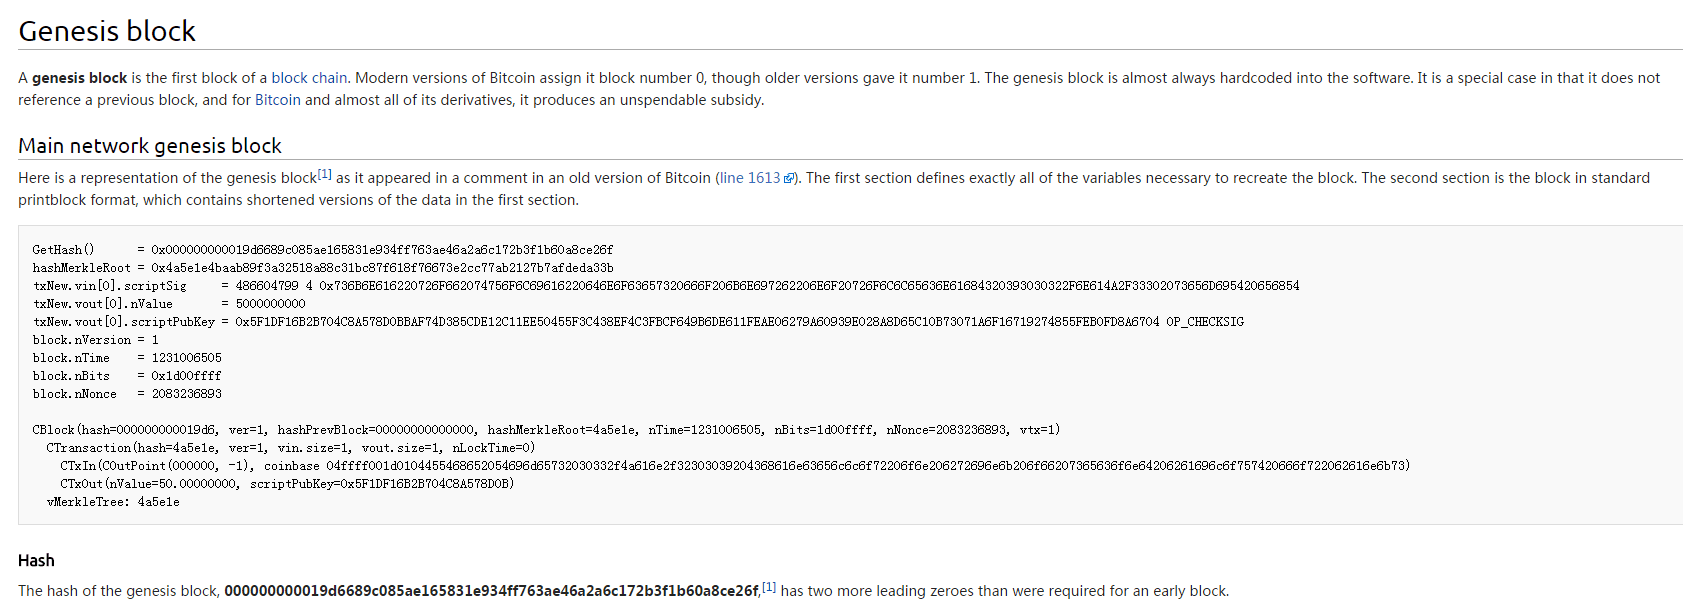 Genesis block
A genesis block is the first block of a block chain. Modern versions of Bitcoin assign it block number 0, though older versions gave it number 1. The genesis block is almost always hardcoded into the software. It is a special case in that it does not
reference a previous block, and for Bitcoin and almost all of its derivatives, it produces an unspendable subsidy.
Main network genesis block
Here is a representation of the genesis block[1] as it appeared in a comment in an old version of Bitcoin (line 1613). The first section defines exactly all of the variables necessary to recreate the block. The second section is the block in standard
printblock format, which contains shortened versions of the data in the first section.
GetHash()      = 0x000000000019d6689c085ae165831e934ff763ae46a2a6c172b3f1b60a8ce26f
hashMerkleRoot = 0x4a5e1e4baab89f3a32518a88c31bc87f618f76673e2cc77ab2127b7afdeda33b
txNew.vin[0].scriptSig     = 486604799 4 0x736B6E616220726F662074756F6C69616220646E6F63657320666F206B6E697262206E6F20726F6C6C65636E61684320393030322F6E614A2F33302073656D695420656854
txNew.vout[0].nValue       = 5000000000
txNew.vout[0].scriptPubKey = 0x5F1DF16B2B704C8A578D0BBAF74D385CDE12C11EE50455F3C438EF4C3FBCF649B6DE611FEAE06279A60939E028A8D65C10B73071A6F16719274855FEB0FD8A6704 OP_CHECKSIG
block.nVersion = 1
block.nTime    = 1231006505
block.nBits    = 0x1d00ffff
block.nNonce   = 2083236893
CBlock(hash=000000000019d6, ver=1, hashPrevBlock=00000000000000, hashMerkleRoot=4a5e1e, nTime=1231006505, nBits=1d00ffff, nNonce=2083236893, vtx=1)
CTransaction(hash=4a5e1e, ver=1, vin.size=1, vout.size=1, nLockTime=0)
CTxIn(COutPoint(000000, -1), coinbase 04ffff001d0104455468652054696d65732030332f4a616e2f32303039204368616e63656c6c6f72206f6e206272696e6b206f66207365636f6e64206261696c6f757420666f722062616e6b73)
CTxOut(nValue=50.00000000, scriptPubKey=0x5F1DF16B2B704C8A578D0B)
vMerkleTree: 4a5e1e
Hash
The hash of the genesis block, 000000000019d6689c085ae165831e934ff763ae46a2a6c172b3f1b60a8ce26f,[1] has two more leading zeroes than were required for an early block.